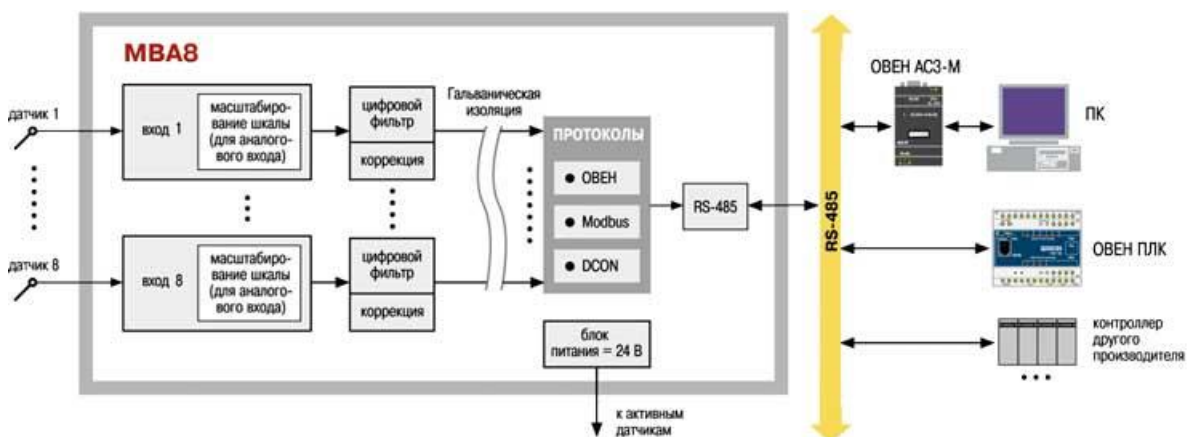 МВА8
датчик 1
вход 1
масштабиро-
вание шкалы
(для аналого-
вого входа)
цифровой
фильтр
коррекция
Гальваническая
изоляция
датчик 8
вход 8
масштабиро-
вание шкалы
(для аналого-
вого входа)
цифровой
фильтр
коррекция
ПРОТОКОЛЫ
● ОВЕН
● Modbus
● DCON
RS-485
блок
питания = 24 В
к активным
датчикам
RS-485
ОВЕН АС3-М
ПК
ОВЕН ПЛК
контроллер
другого
производителя